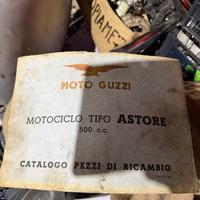 MOTO GUZZI
MOTOCICLO TIPO ASTORE
500 c.c.
CATALOGO PEZZI DI RICAMBIO